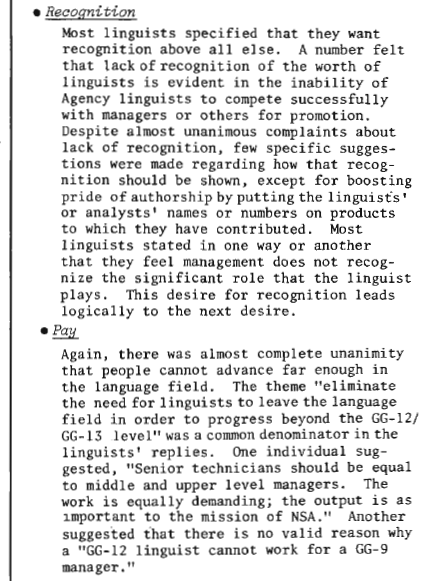 • Recognition
Most linguists specified that they want
recognition above all else. A number felt
that lack of recognition of the worth of
linguists is evident in the inability of
Agency linguists to compete successfully
with managers or others for promotion.
Despite almost unanimous complaints about
lack of recognition, few specific sugges-
tions were made regarding how that recog-
nition should be shown, except for boosting
pride of authorship by putting the linguists'
or analysts' names or numbers on products
to which they have contributed. Most
linguists stated in one way or another
that they feel management does not recog-
nize the significant role that the linguist
plays. This desire for recognition leads
logically to the next desire.
• Pay
Again, there was almost complete unanimity
that people cannot advance far enough in
the language field. The theme "eliminate
the need for linguists to leave the language
field in order to progress beyond the GG-12/
GG-13 level" was a common denominator in the
linguists' replies. One individual sug-
gested, "Senior technicians should be equal
to middle and upper level managers. The
work is equally demanding; the output is as
important to the mission of NSA." Another
suggested that there is no valid reason why
a "GG-12 linguist cannot work for a GG-9
manager."